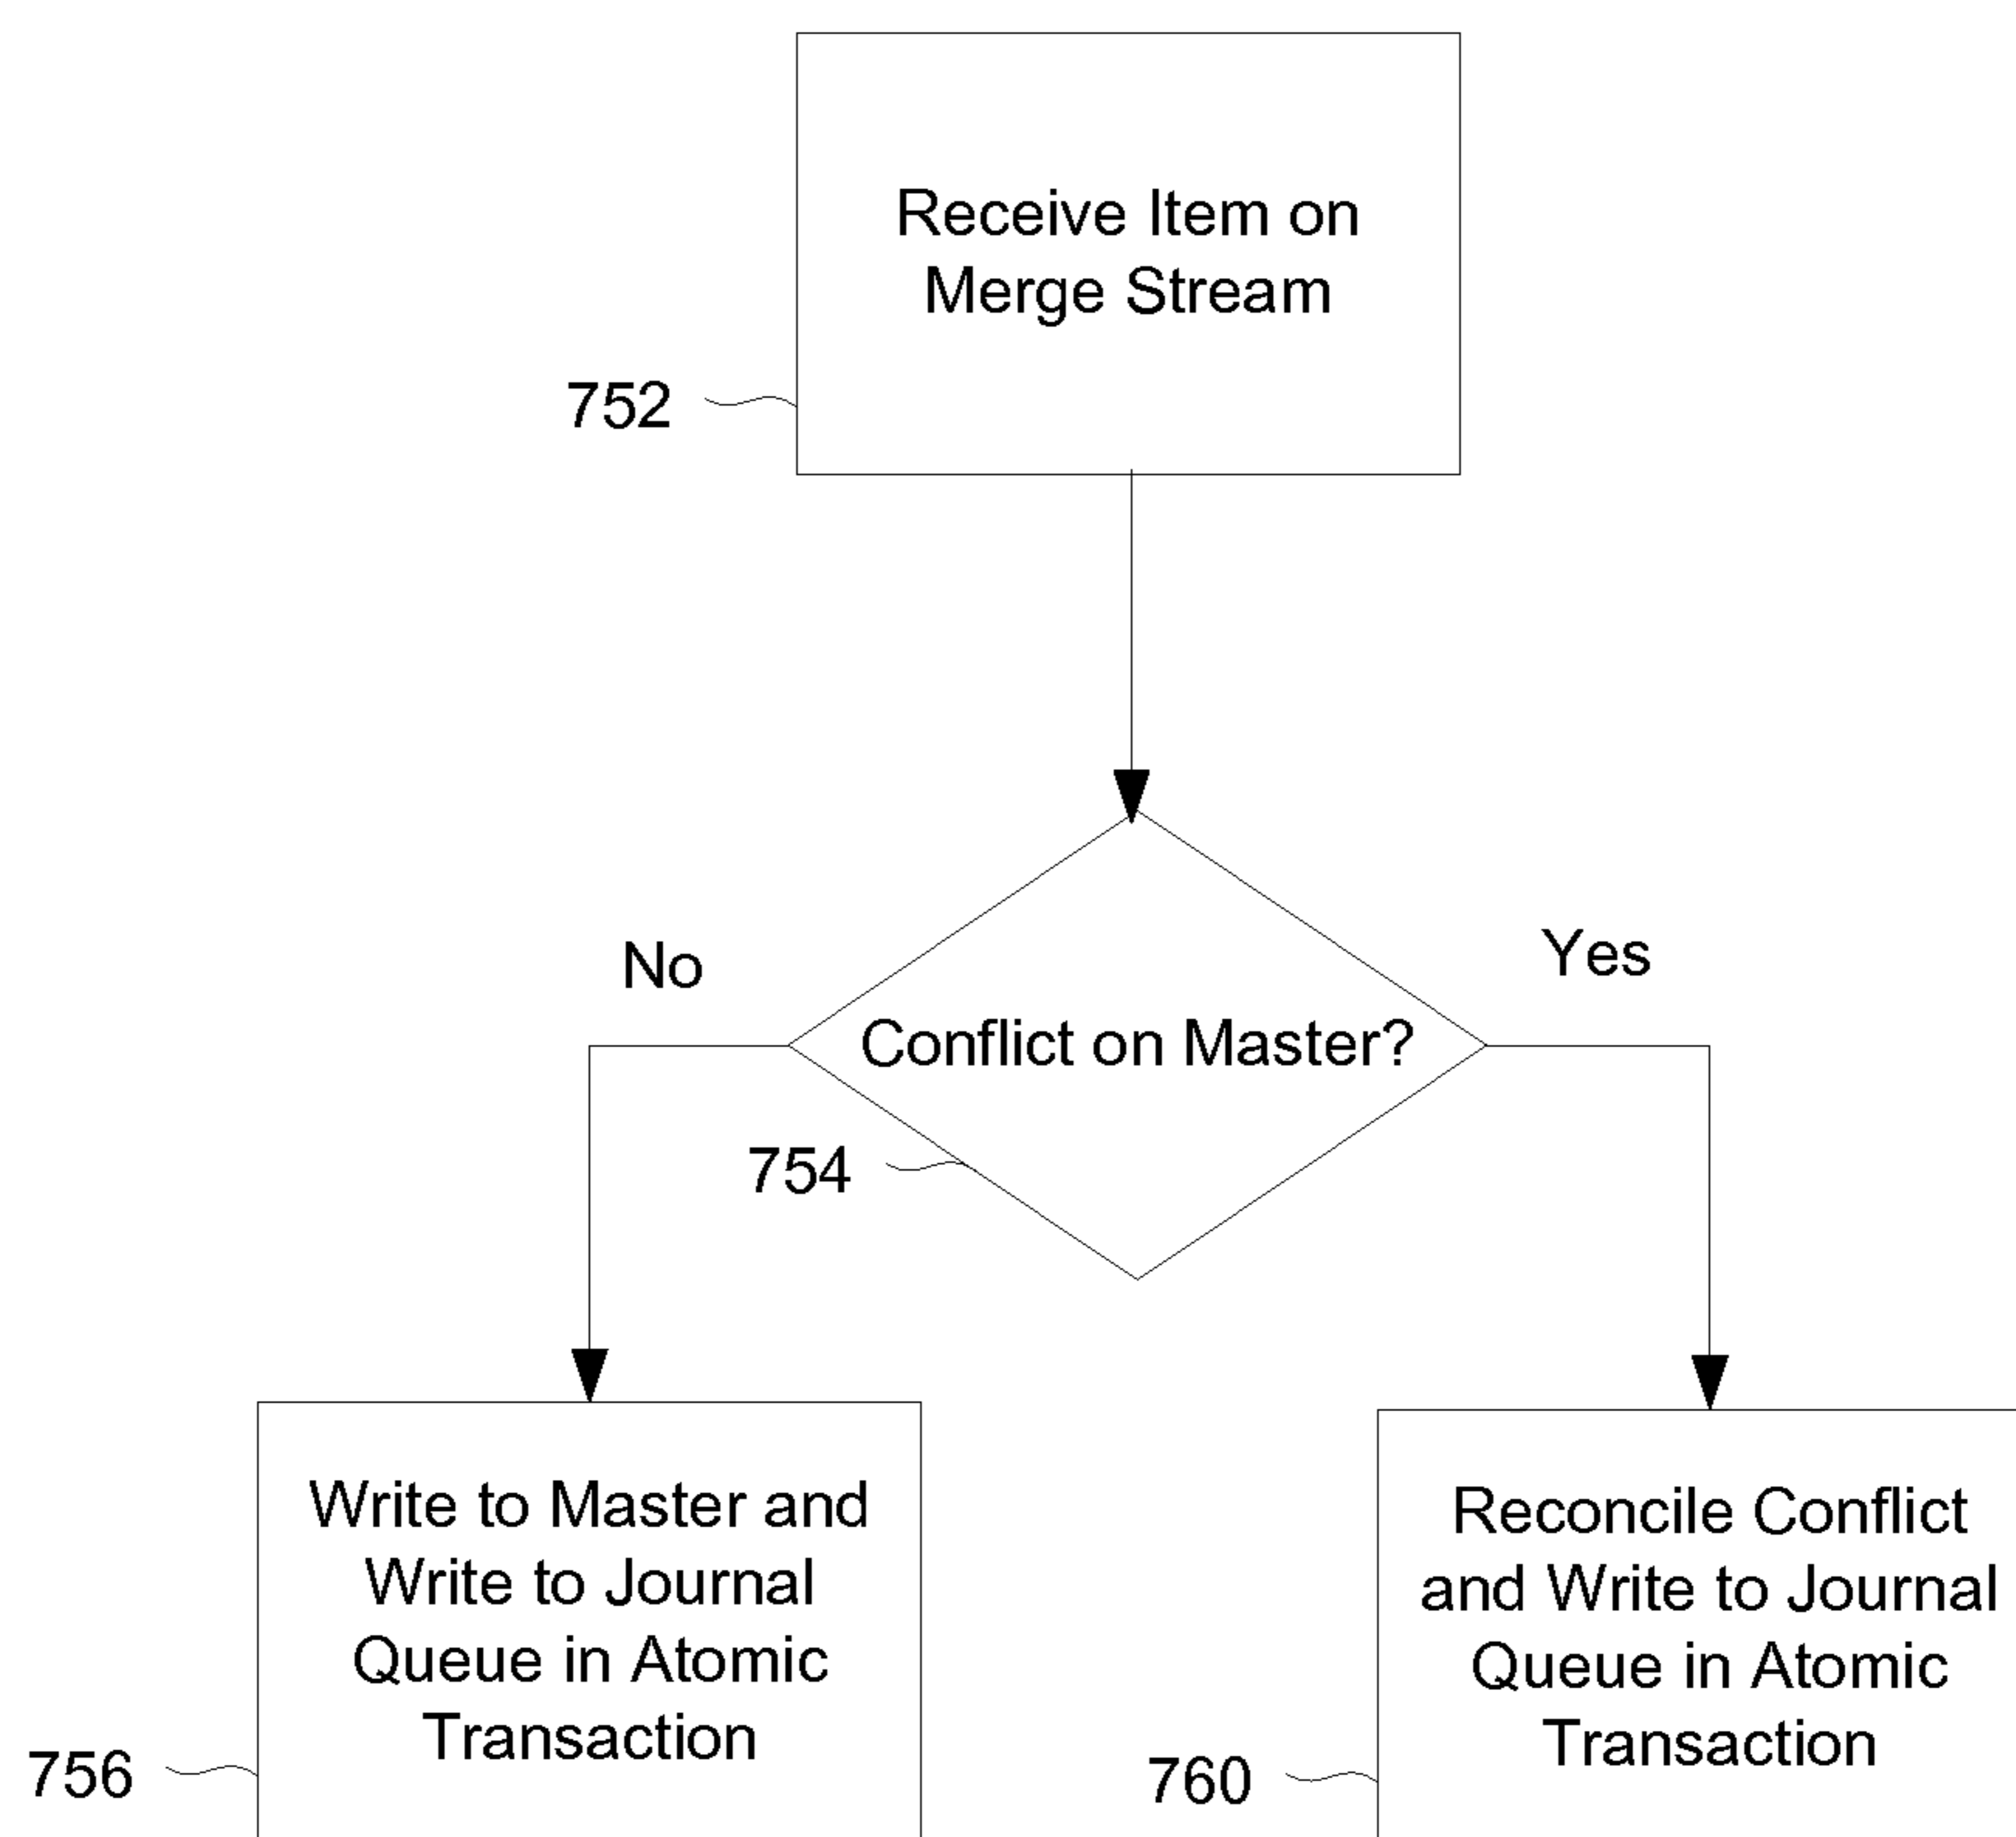 Receive Item on
Merge Stream
752
No
Yes
Conflict on Master?
754
Write to Master and
Write to Journal
Queue in Atomic
Transaction
756
Reconcile Conflict
and Write to Journal
Queue in Atomic
Transaction
760